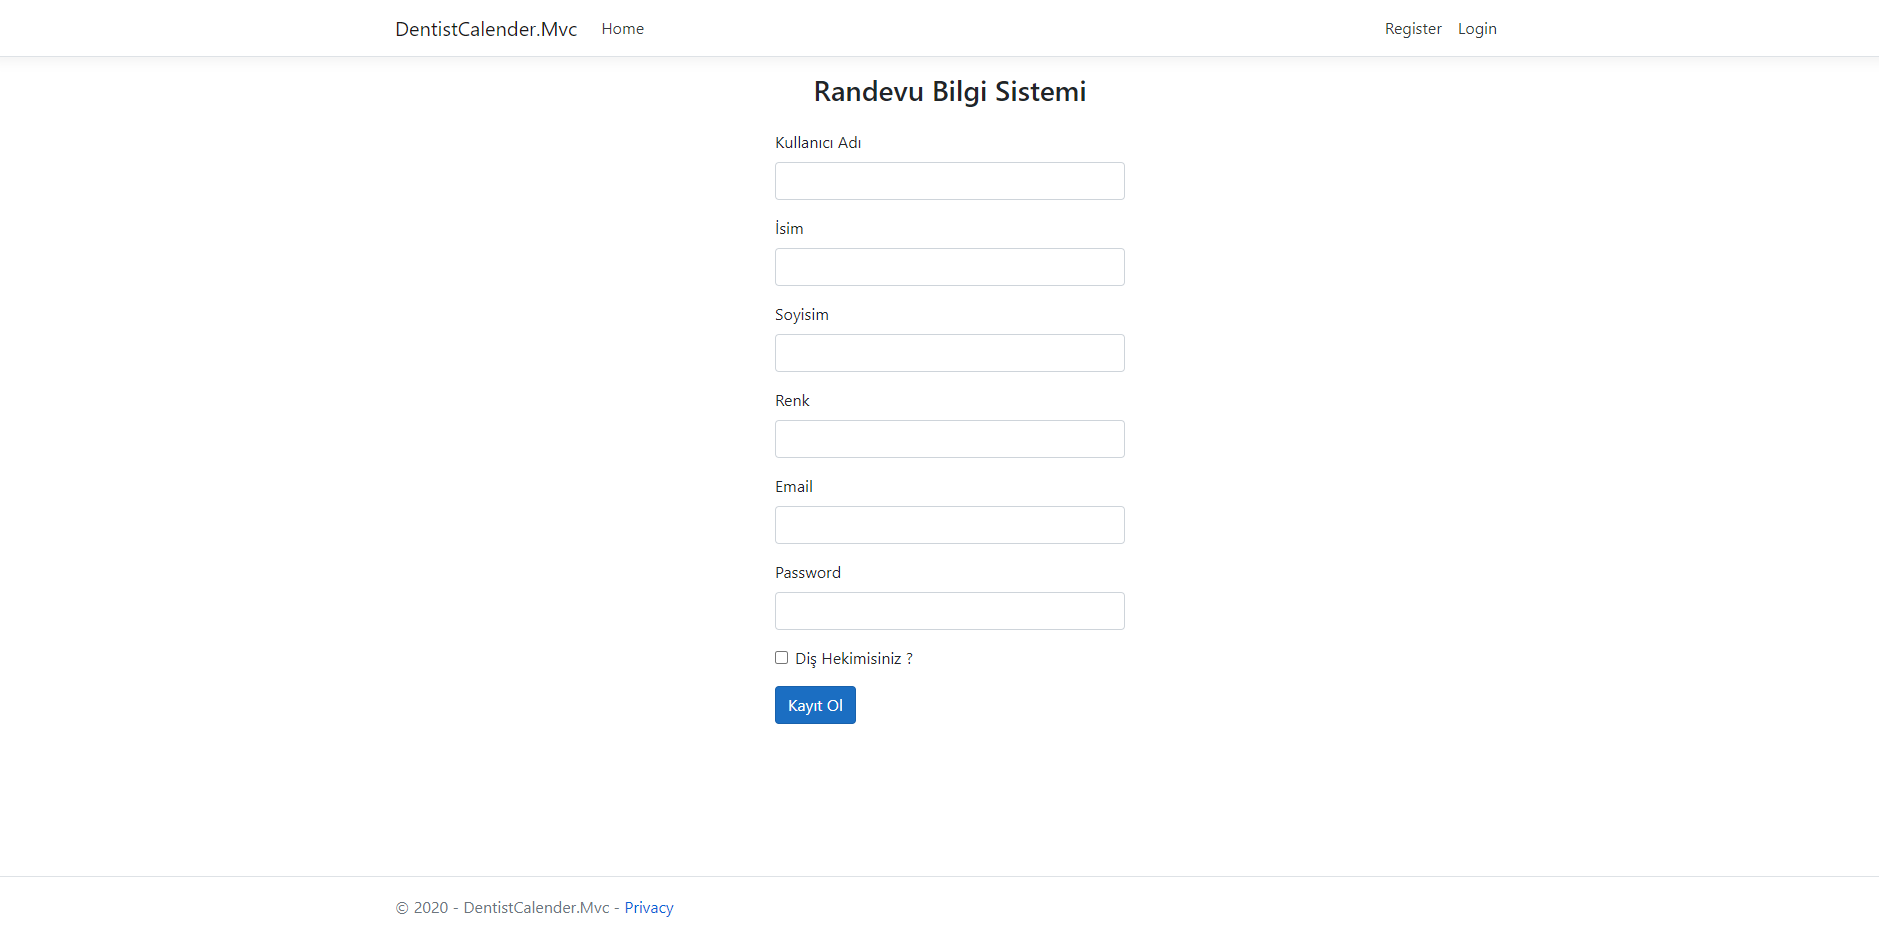 DentistCalender.Mvc Home Register Login
Randevu Bilgi Sistemi
Kullanıcı Adı
İsim
Soyisim
Renk
Email
Password
Diş Hekimisiniz ?
Kayıt Ol
© 2020 - DentistCalender.Mvc - Privacy